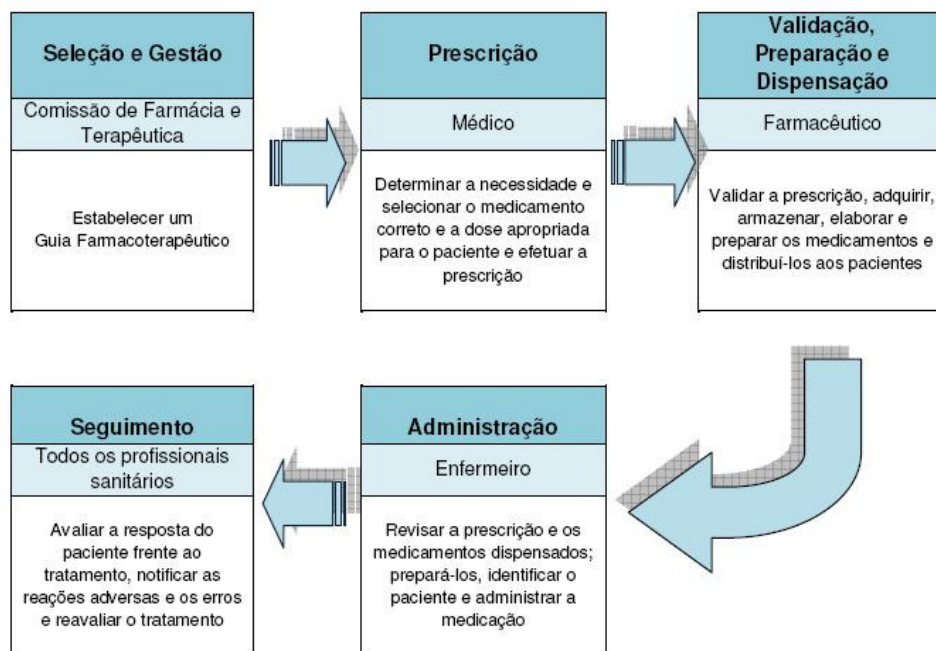 Seleção e Gestão
Comissão de Farmácia e
Terapêutica
Estabelecer um
Guia Farmacoterapêutico
Prescrição
Médico
Determinar a necessidade e
selecionar o medicamento
correto e a dose apropriada
para o paciente e efetuar a
prescrição
Validação,
Preparação e
Dispensação
Farmacêutico
Validar a prescrição, adquirir,
armazenar, elaborar e
preparar os medicamentos e
distribuí-los aos pacientes
Administração
Enfermeiro
Revisar a prescrição e os
medicamentos dispensados;
prepará-los, identificar o
paciente e administrar a
medicação
Seguimento
Todos os profissionais
sanitários
Avaliar a resposta do
paciente frente ao
tratamento, notificar as
reações adversas e os erros
e reavaliar o tratamento